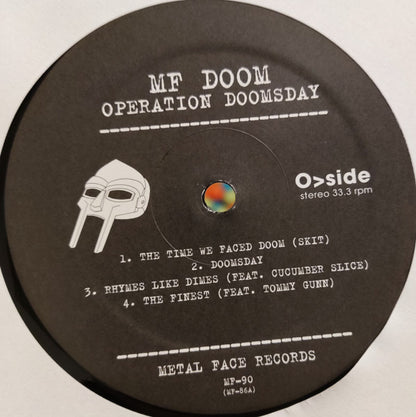 MF DOOM
OPERATION DOOMSDAY
O>side
stereo 33.3 rpm
1. THE TIME WE FACED DOOM (SKIT)
2. DOOMSDAY
3. RHYMES LIKE DIMES (FEAT. CUCUMBER SLICE)
4. THE FINEST (FEAT. TOMMY GUNN)
METAL FACE RECORDS
MF-90
(MF-86A)